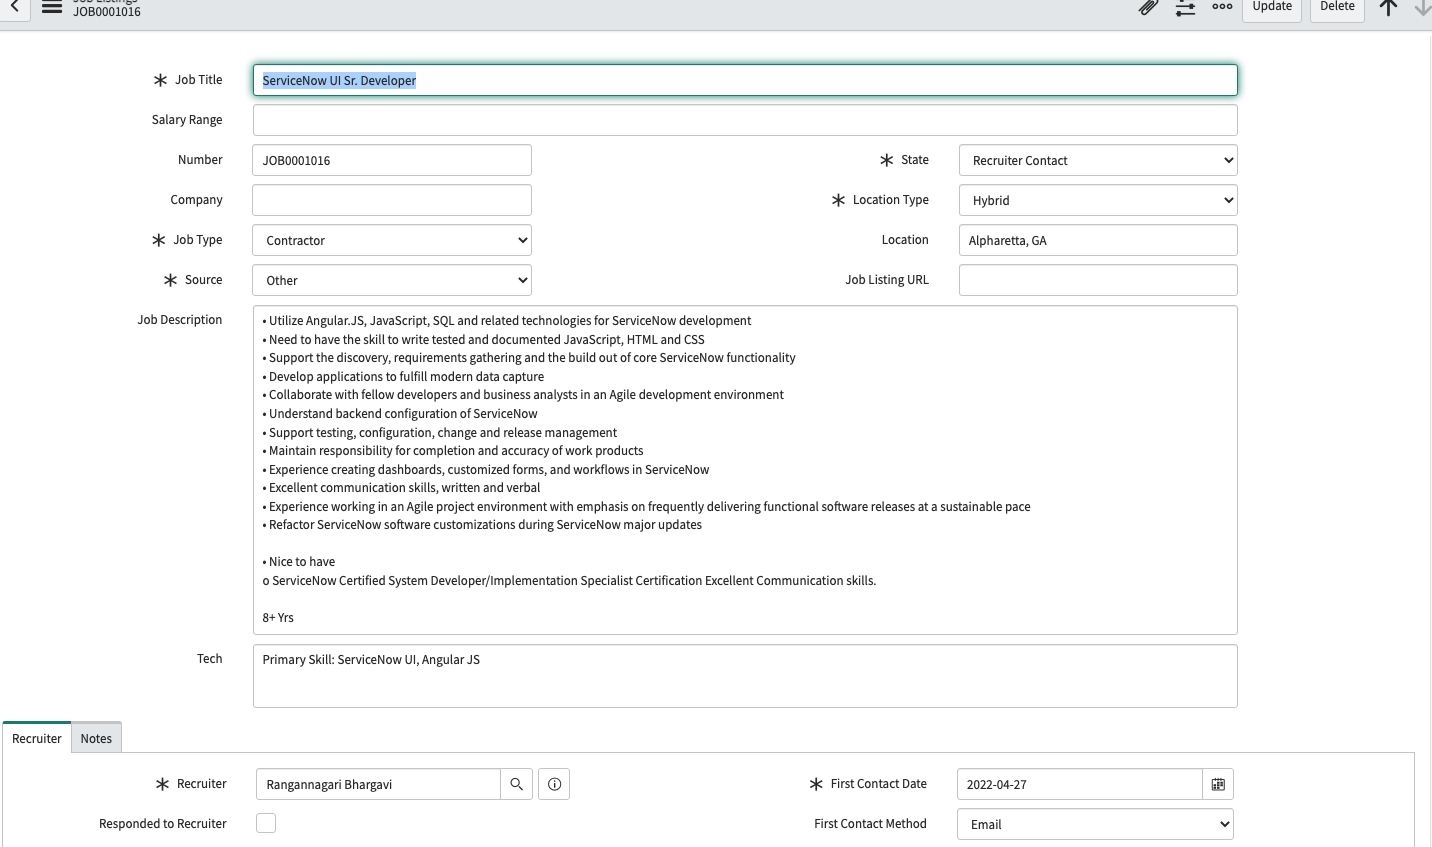 Job Listings
JOB0001016
Update
Delete
Job Title
ServiceNow UI Sr. Developer
Salary Range
Number
JOB0001016
State
Recruiter Contact
Company
Location Type
Hybrid
Job Type
Contractor
Location
Alpharetta, GA
Source
Other
Job Listing URL
Job Description
• Utilize Angular.JS, JavaScript, SQL and related technologies for ServiceNow development
• Need to have the skill to write tested and documented JavaScript, HTML and CSS
• Support the discovery, requirements gathering and the build out of core ServiceNow functionality
• Develop applications to fulfill modern data capture
• Collaborate with fellow developers and business analysts in an Agile development environment
• Understand backend configuration of ServiceNow
• Support testing, configuration, change and release management
• Maintain responsibility for completion and accuracy of work products
• Experience creating dashboards, customized forms, and workflows in ServiceNow
• Excellent communication skills, written and verbal
• Experience working in an Agile project environment with emphasis on frequently delivering functional software releases at a sustainable pace
• Refactor ServiceNow software customizations during ServiceNow major updates
• Nice to have
o ServiceNow Certified System Developer/Implementation Specialist Certification Excellent Communication skills.
8+ Yrs
Tech
Primary Skill: ServiceNow UI, Angular JS
Recruiter
Notes
Recruiter
Rangannagari Bhargavi
First Contact Date
2022-04-27
Responded to Recruiter
First Contact Method
Email